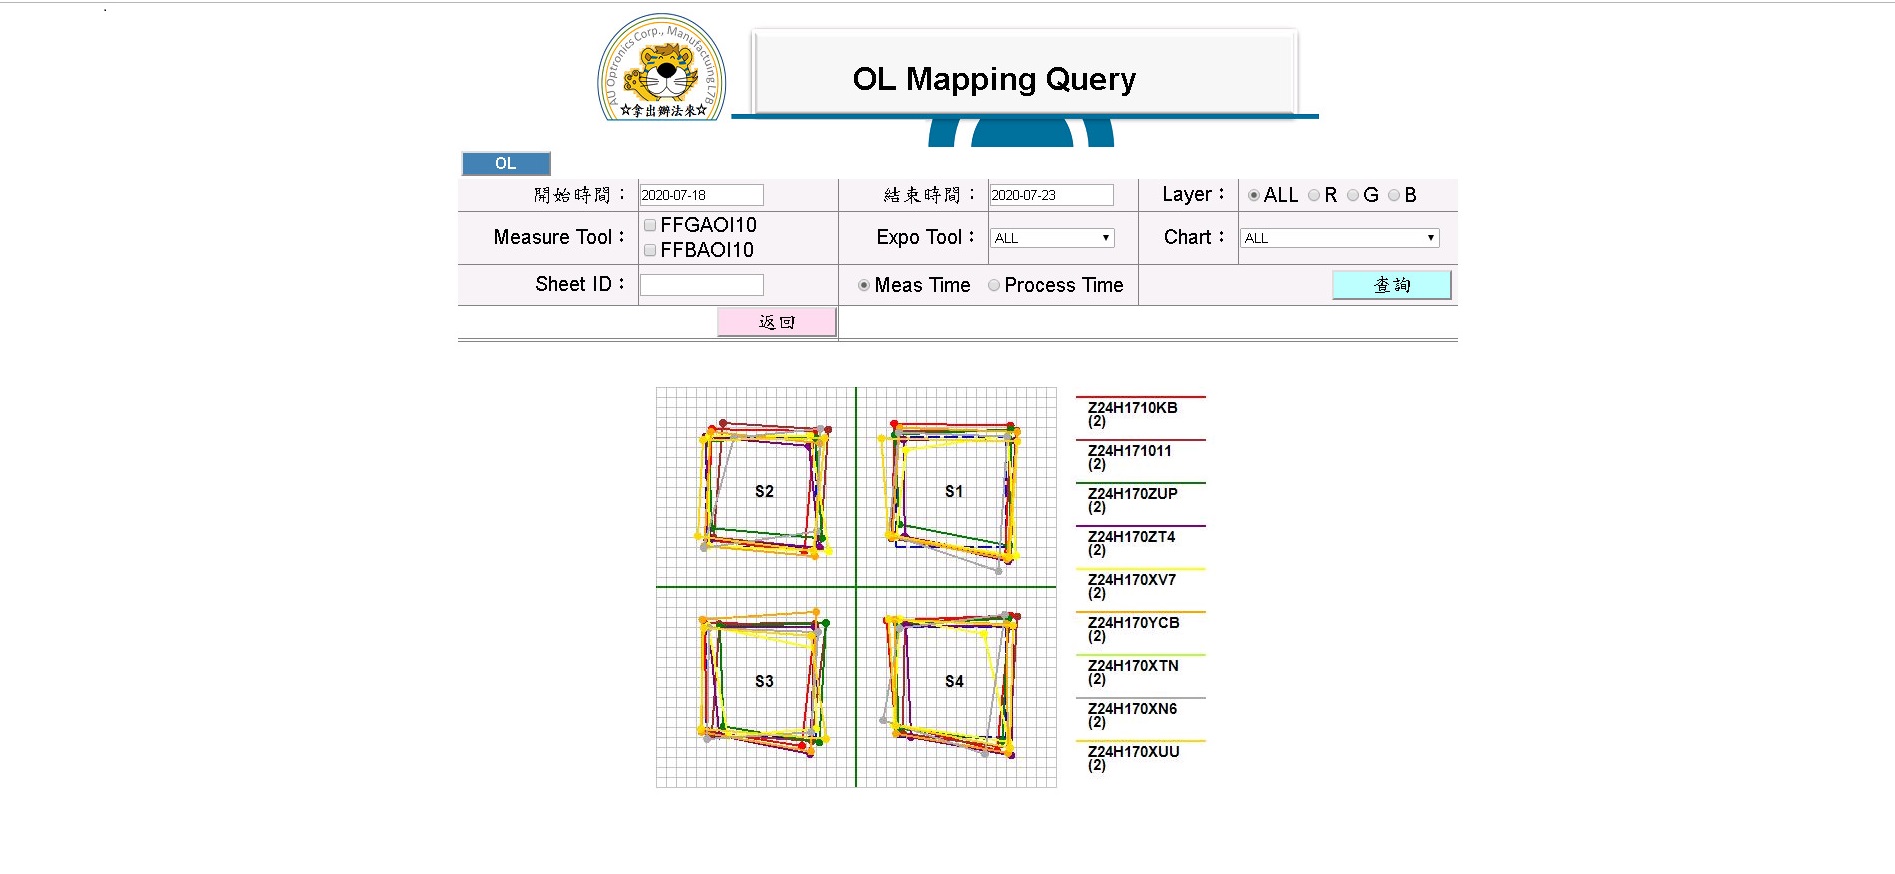 AU Optronics Corp., Manufactuing L7B
☆拿出辦法來☆
OL Mapping Query
OL
開始時間： 2020-07-18 結束時間： 2020-07-23 Layer： ALL R G B
Measure Tool： FFGAOI10 FFBAOI10 Expo Tool： ALL Chart： ALL
Sheet ID： Meas Time Process Time 查詢
返回
S2
S1
S3
S4
Z24H1710KB
(2)
Z24H171011
(2)
Z24H170ZUP
(2)
Z24H170ZT4
(2)
Z24H170XV7
(2)
Z24H170YCB
(2)
Z24H170XTN
(2)
Z24H170XN6
(2)
Z24H170XUU
(2)